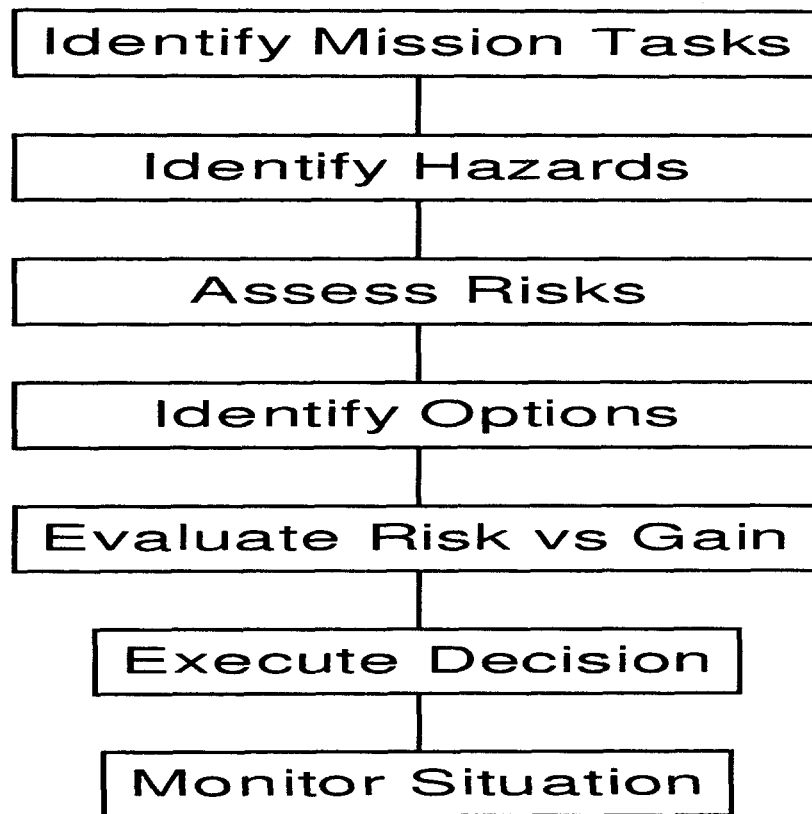 Identify Mission Tasks
Identify Hazards
Assess Risks
Identify Options
Evaluate Risk vs Gain
Execute Decision
Monitor Situation